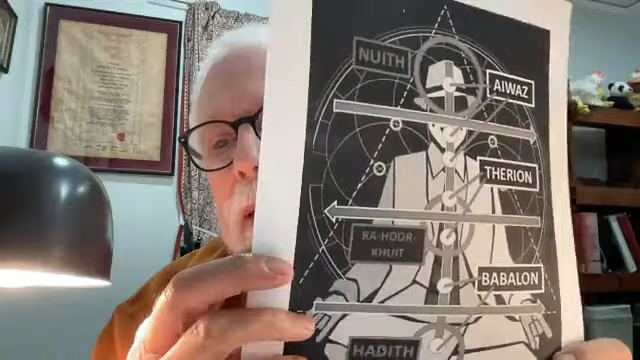 NUITH
AIWAZ
THERION
RA-HOOR-
KHUIT
BABALON
HADITH